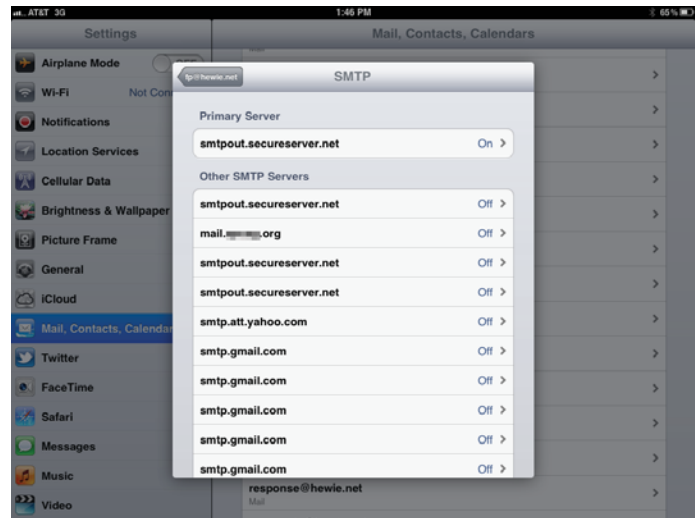 AT&T 3G 1:46 PM 65%
Settings
Mail, Contacts, Calendars
Airplane Mode
Wi-Fi Not Con
Notifications
Location Services
Cellular Data
Brightness & Wallpaper
Picture Frame
General
iCloud
Mail, Contacts, Calendar
Twitter
FaceTime
Safari
Messages
Music
Video
fp@hewie.net
SMTP
Primary Server
smtpout.secureserver.net On
Other SMTP Servers
smtpout.secureserver.net Off
mail. .org Off
smtpout.secureserver.net Off
smtpout.secureserver.net Off
smtp.att.yahoo.com Off
smtp.gmail.com Off
smtp.gmail.com Off
smtp.gmail.com Off
smtp.gmail.com Off
smtp.gmail.com Off
response@hewie.net
Mail